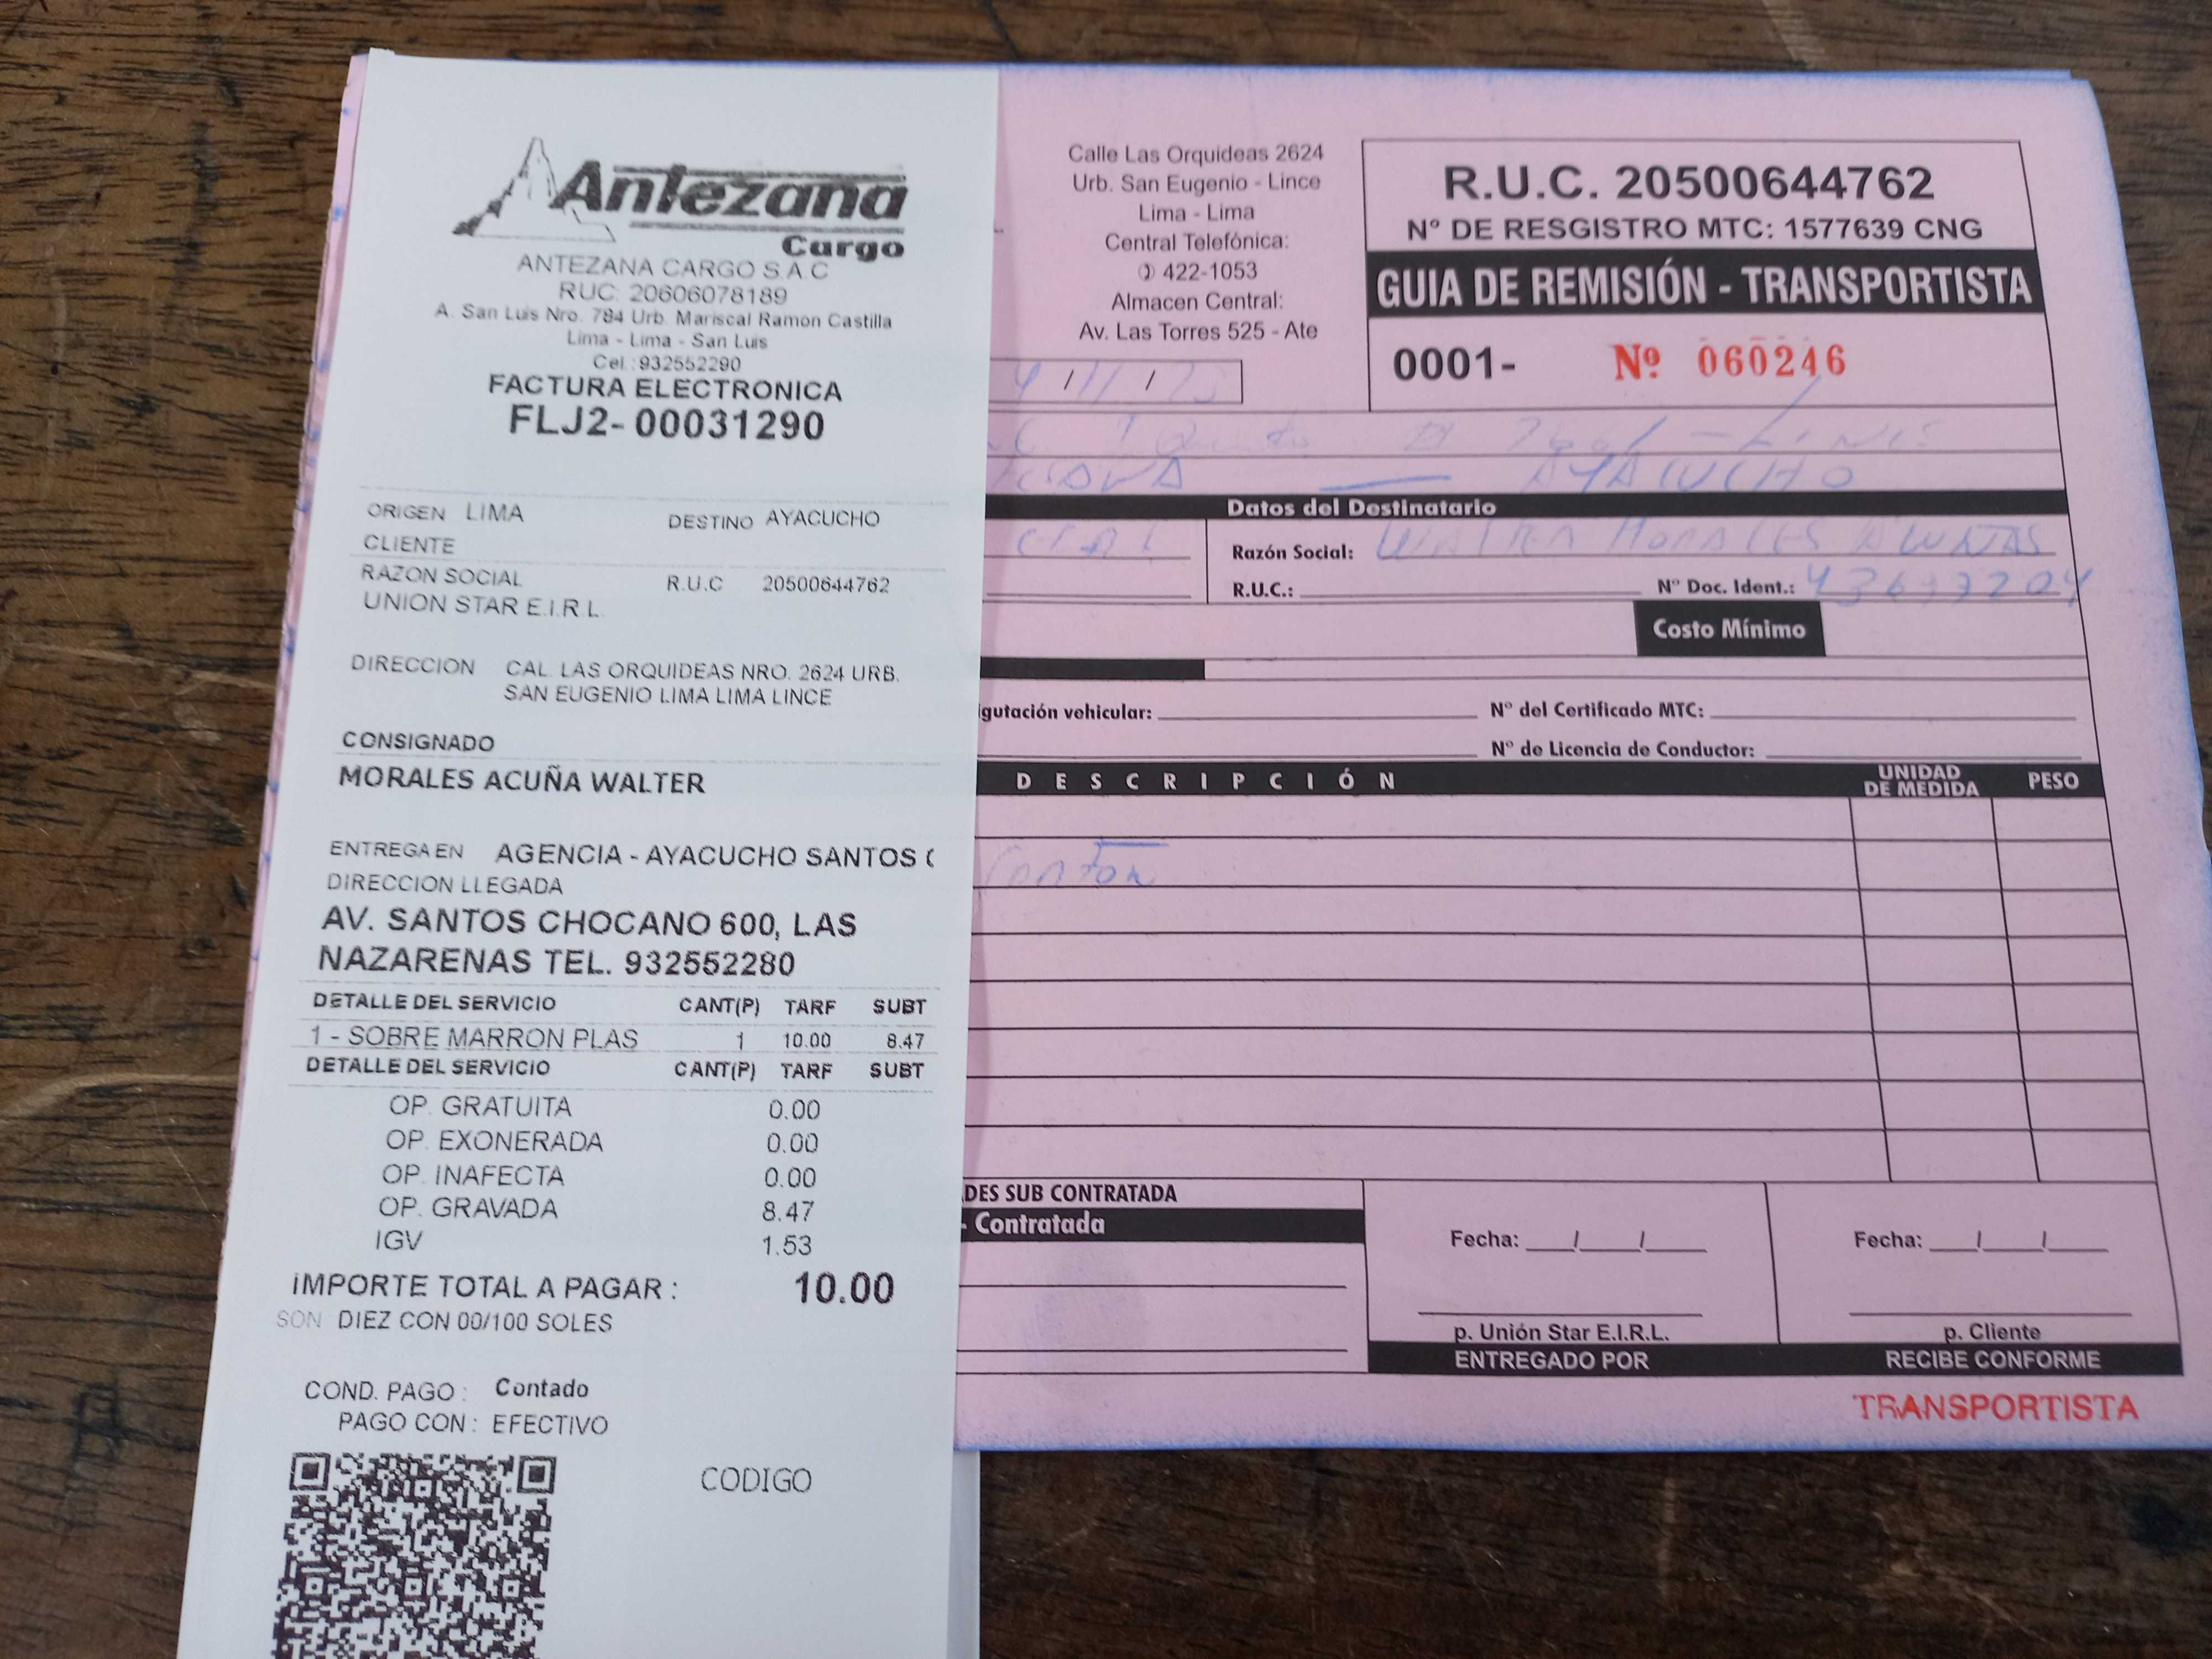 Antezana
Cargo
ANTEZANA CARGO S.A.C
RUC: 20606078189
A. San Luis Nro. 784 Urb. Mariscal Ramon Castilla
Lima - Lima - San Luis
Cel.:932552290
FACTURA ELECTRONICA
FLJ2- 00031290
ORIGEN LIMA DESTINO AYACUCHO
CLIENTE
RAZON SOCIAL R.U.C 20500644762
UNION STAR E.I.R.L.
DIRECCION CAL. LAS ORQUIDEAS NRO. 2624 URB.
SAN EUGENIO LIMA LIMA LINCE
CONSIGNADO
MORALES ACUÑA WALTER
ENTREGA EN AGENCIA - AYACUCHO SANTOS C
DIRECCION LLEGADA
AV. SANTOS CHOCANO 600, LAS
NAZARENAS TEL. 932552280
DETALLE DEL SERVICIO CANT(P) TARF SUBT
1 - SOBRE MARRON PLAS 1 10.00 8.47
DETALLE DEL SERVICIO CANT(P) TARF SUBT
OP. GRATUITA 0.00
OP. EXONERADA 0.00
OP. INAFECTA 0.00
OP. GRAVADA 8.47
IGV 1.53
IMPORTE TOTAL A PAGAR : 10.00
SON DIEZ CON 00/100 SOLES
COND. PAGO : Contado
PAGO CON : EFECTIVO
CODIGO
Calle Las Orquideas 2624
Urb. San Eugenio - Lince
Lima - Lima
Central Telefónica:
422-1053
Almacen Central:
Av. Las Torres 525 - Ate
R.U.C. 20500644762
N° DE RESGISTRO MTC: 1577639 CNG
GUIA DE REMISIÓN - TRANSPORTISTA
0001- Nº 060246
AYACUCHO
Datos del Destinatario
Razón Social: WALTER MORALES
R.U.C.: N° Doc. Ident.:
Costo Mínimo
igutación vehicular: N° del Certificado MTC:
N° de Licencia de Conductor:
DESCRIPCIÓN UNIDAD DE MEDIDA PESO
DES SUB CONTRATADA
- Contratada
Fecha: / / Fecha: / /
p. Unión Star E.I.R.L. p. Cliente
ENTREGADO POR RECIBE CONFORME
TRANSPORTISTA